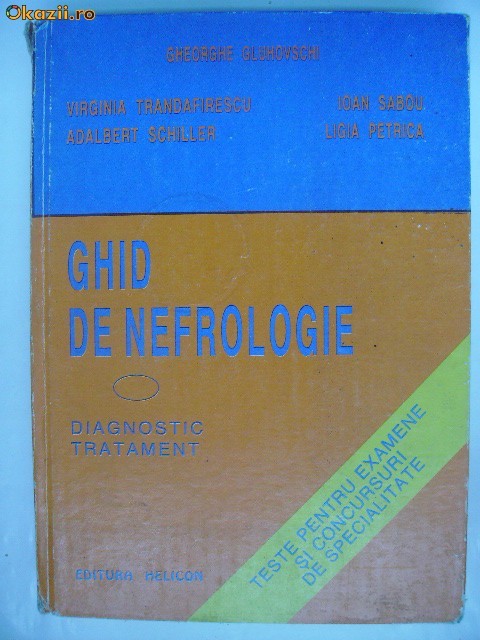 Okazii.ro
GHEORGHE GLUHOVSCHI
VIRGINIA TRANDAFIRESCU
IOAN SABOU
ADALBERT SCHILLER
LIGIA PETRICA
GHID
DE NEFROLOGIE
DIAGNOSTIC
TRATAMENT
TESTE PENTRU EXAMENE
ȘI CONCURSURI
DE SPECIALITATE
EDITURA HELICON